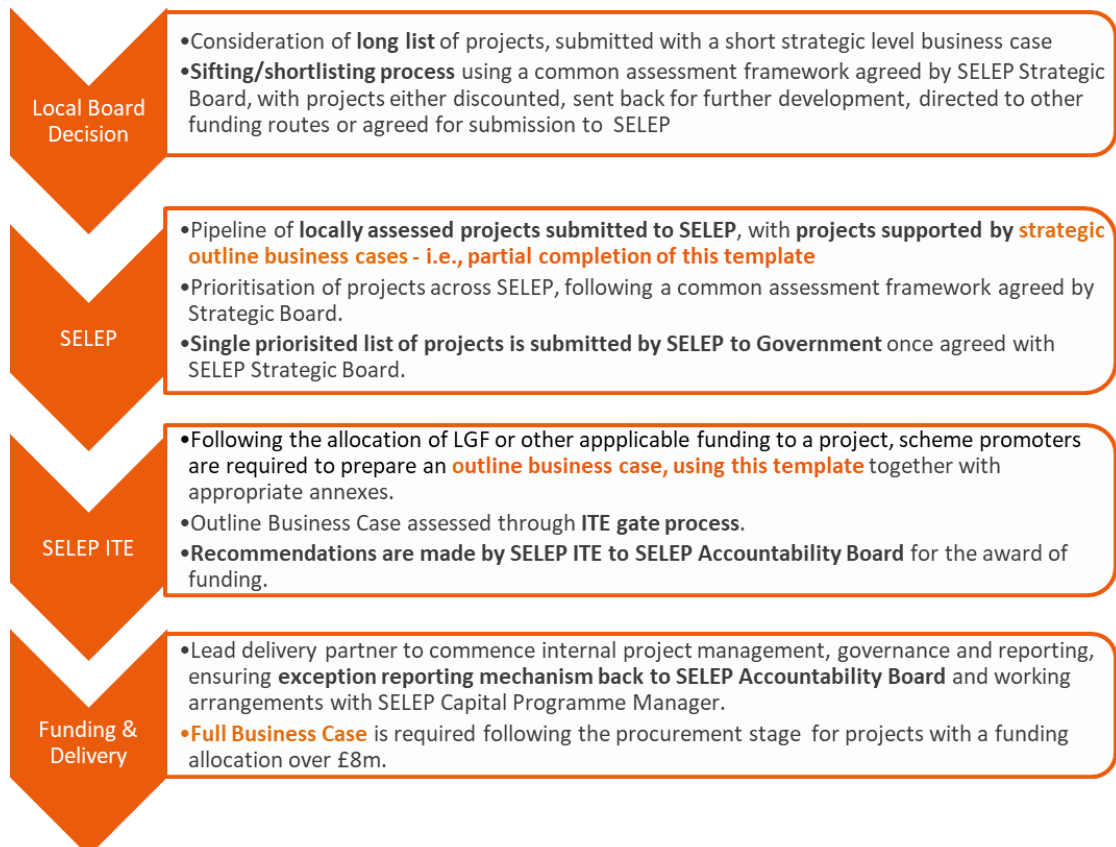 Local Board
Decision
•Consideration of long list of projects, submitted with a short strategic level business case
•Sifting/shortlisting process using a common assessment framework agreed by SELEP Strategic
Board, with projects either discounted, sent back for further development, directed to other
funding routes or agreed for submission to SELEP
SELEP
•Pipeline of locally assessed projects submitted to SELEP, with projects supported by strategic
outline business cases - i.e., partial completion of this template
•Prioritisation of projects across SELEP, following a common assessment framework agreed by
Strategic Board.
•Single priorisited list of projects is submitted by SELEP to Government once agreed with
SELEP Strategic Board.
SELEP ITE
•Following the allocation of LGF or other appplicable funding to a project, scheme promoters
are required to prepare an outline business case, using this template together with
appropriate annexes.
•Outline Business Case assessed through ITE gate process.
•Recommendations are made by SELEP ITE to SELEP Accountability Board for the award of
funding.
Funding &
Delivery
•Lead delivery partner to commence internal project management, governance and reporting,
ensuring exception reporting mechanism back to SELEP Accountability Board and working
arrangements with SELEP Capital Programme Manager.
•Full Business Case is required following the procurement stage for projects with a funding
allocation over £8m.